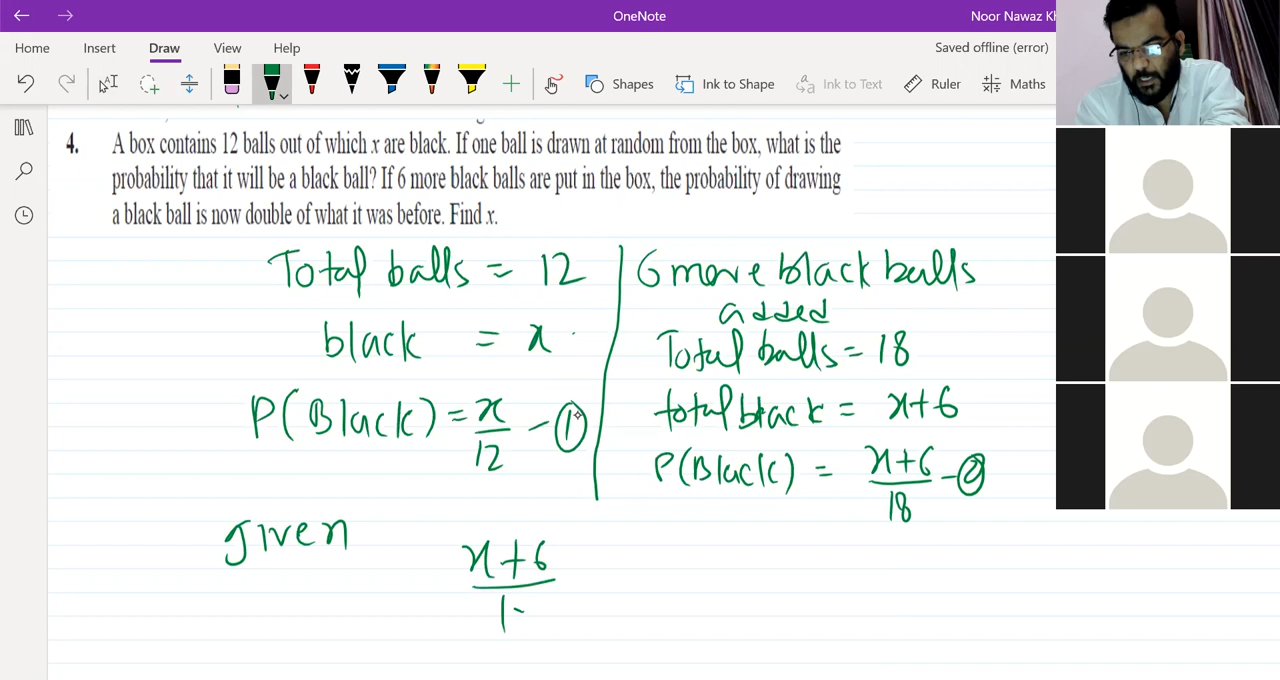 OneNote
Noor Nawaz Kh
Home Insert Draw View Help
Saved offline (error)
Shapes Ink to Shape Ink to Text Ruler Maths
4. A box contains 12 balls out of which x are black. If one ball is drawn at random from the box, what is the
probability that it will be a black ball? If 6 more black balls are put in the box, the probability of drawing
a black ball is now double of what it was before. Find x.
Total balls = 12
black = x
P(Black) = x/12 - ①
6 more black balls
added
Total balls = 18
total black = x+6
P(Black) = x+6/18 - ②
given
x+6